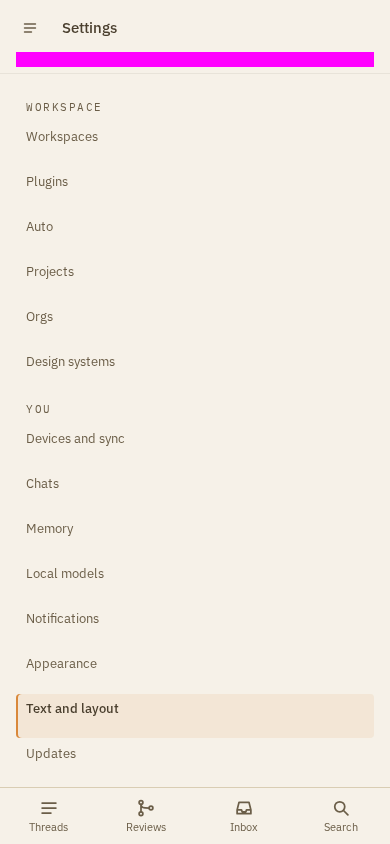 Settings
WORKSPACE
Workspaces
Plugins
Auto
Projects
Orgs
Design systems
YOU
Devices and sync
Chats
Memory
Local models
Notifications
Appearance
Text and layout
Updates
Threads
Reviews
Inbox
Search